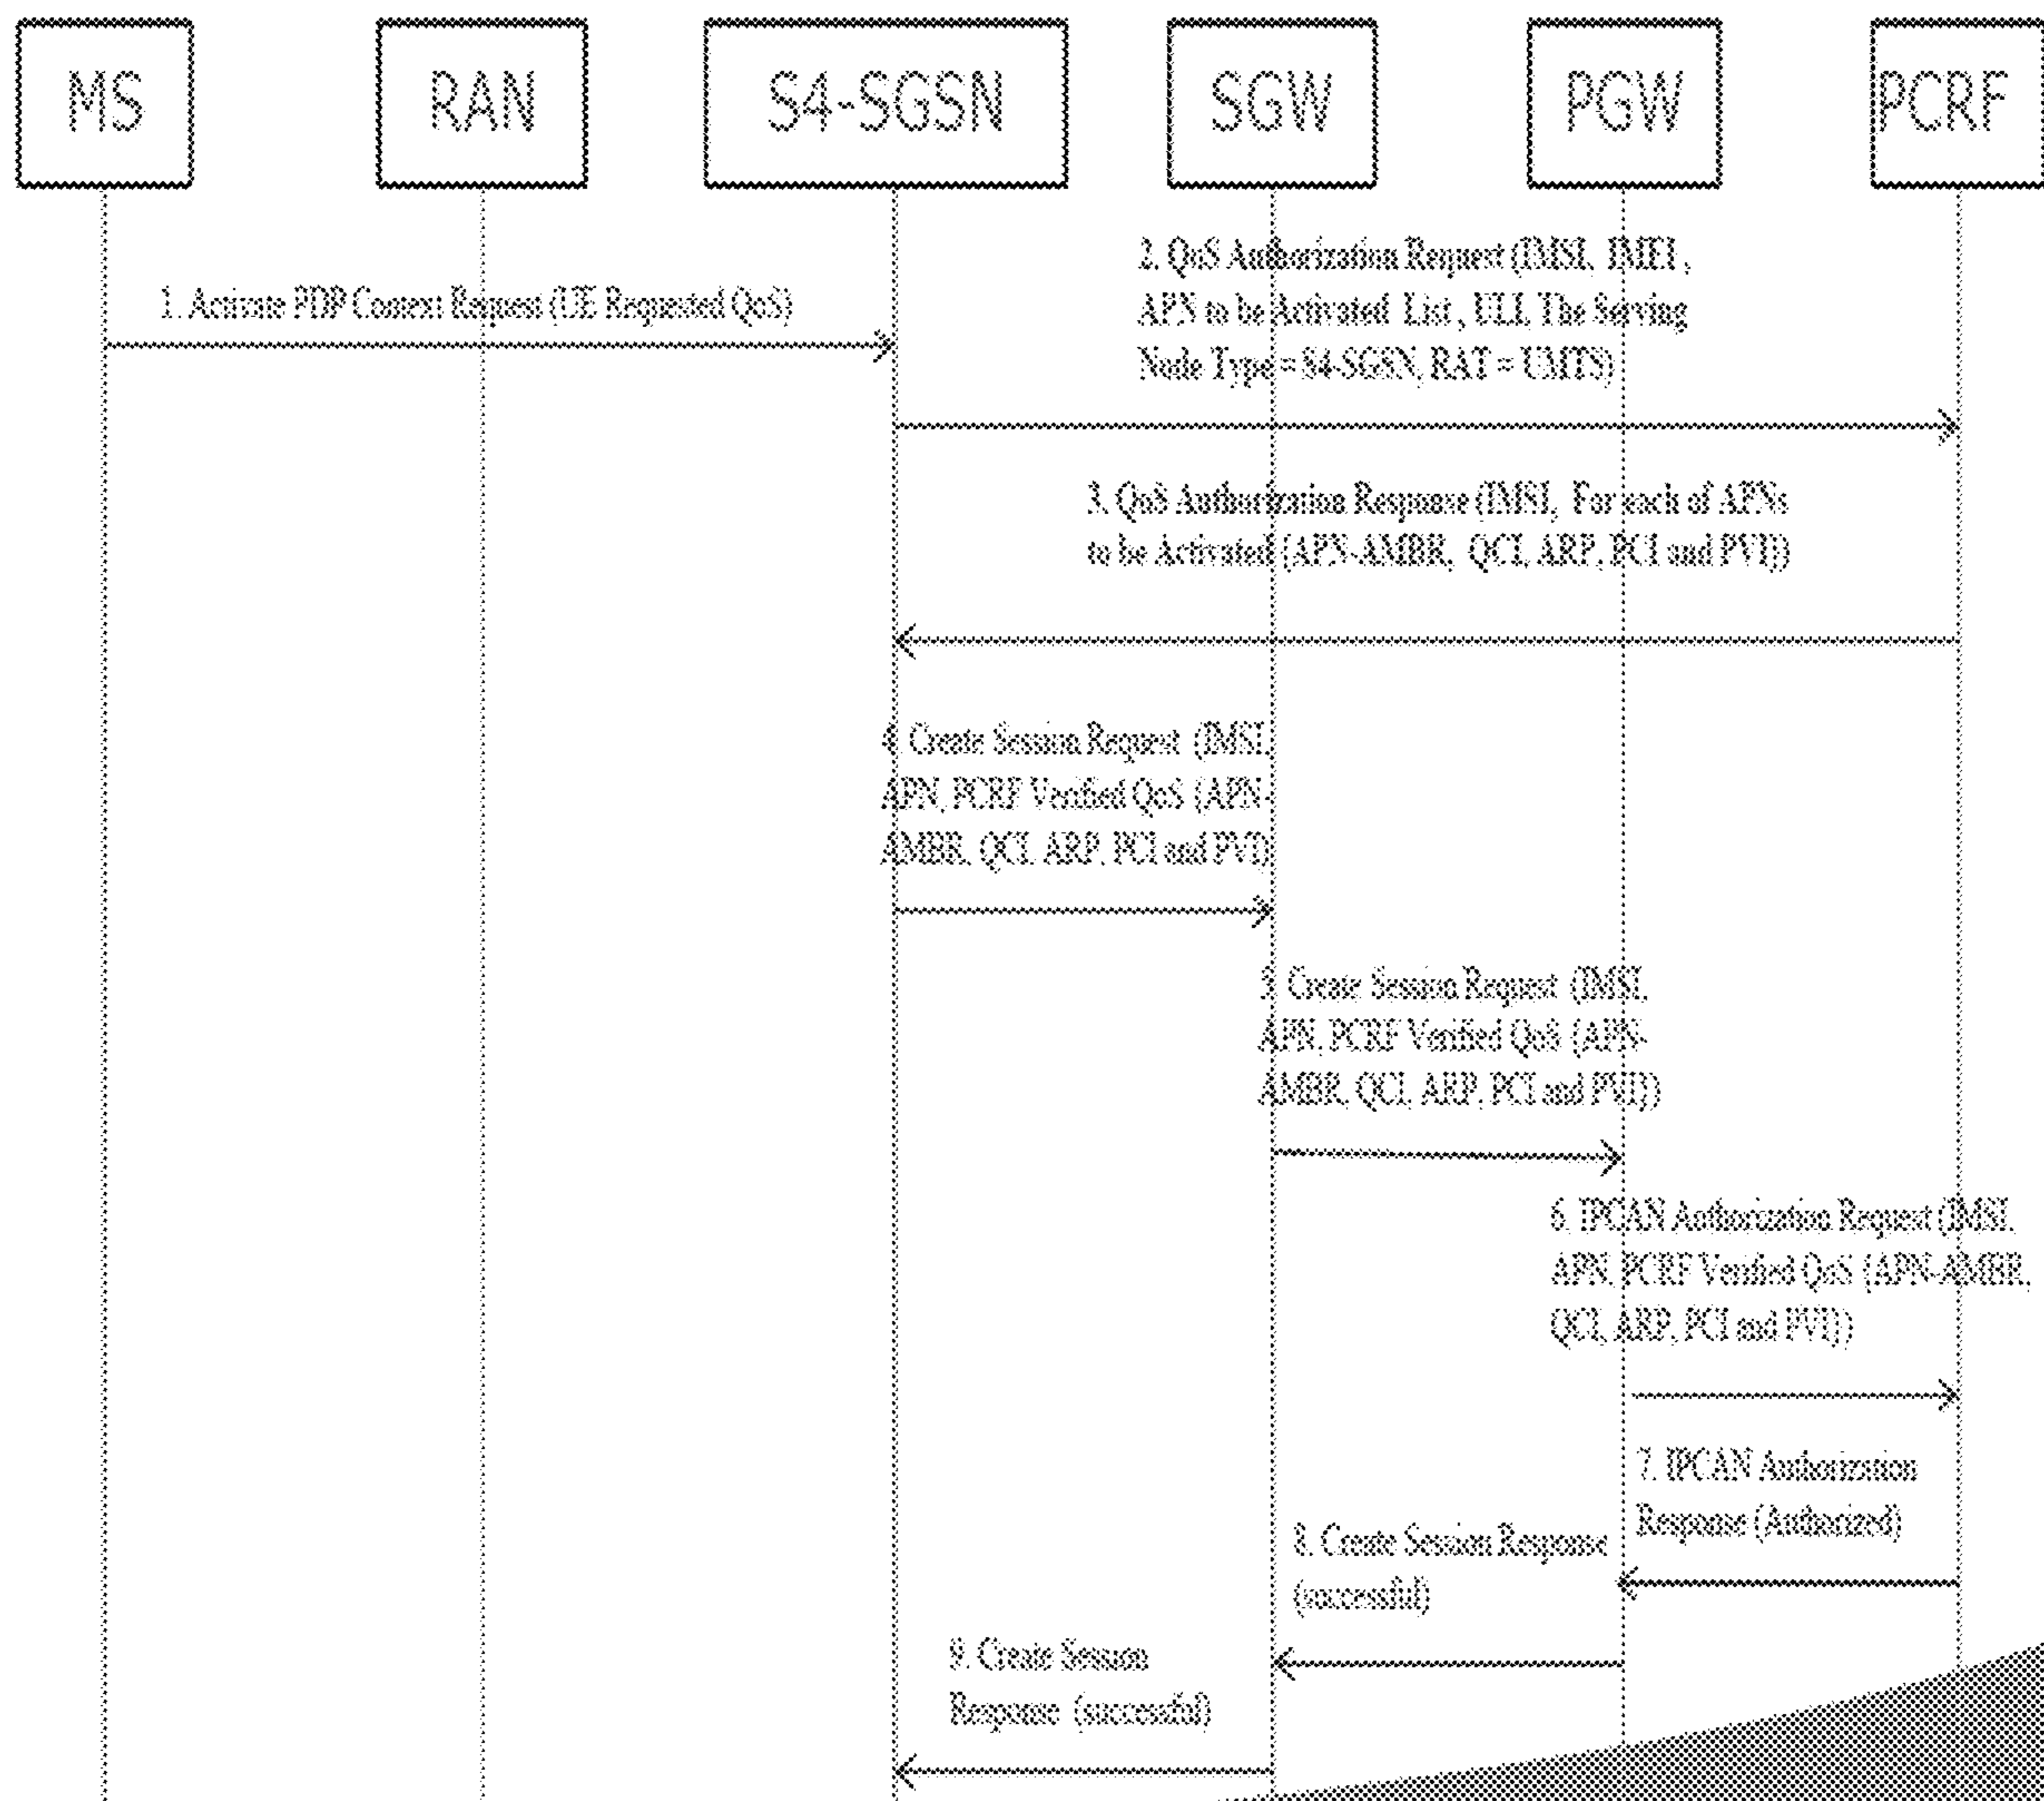 MS
RAN
S4-SGSN
SGW
PGW
PCRF
1. Activate PDP Context Request (UE Requested QoS)
2. QoS Authorization Request (IMSI, IMEI,
APN to be Activated List, ULI, The Serving
Node Type = S4-SGSN, RAT = UMTS)
3. QoS Authorization Response (IMSI, For each of APNs
to be Activated {APN-AMBR, QCI, ARP, PCI and PVI})
4. Create Session Request (IMSI,
APN, PCRF Verified QoS {APN-
AMBR, QCI, ARP, PCI and PVI}
5. Create Session Request (IMSI,
APN, PCRF Verified QoS {APN-
AMBR, QCI, ARP, PCI and PVI})
6. IPCAN Authorization Request (IMSI,
APN, PCRF Verified QoS {APN-AMBR,
QCI, ARP, PCI and PVI})
7. IPCAN Authorization
Response (Authorized)
8. Create Session Response
(successful)
9. Create Session
Response (successful)